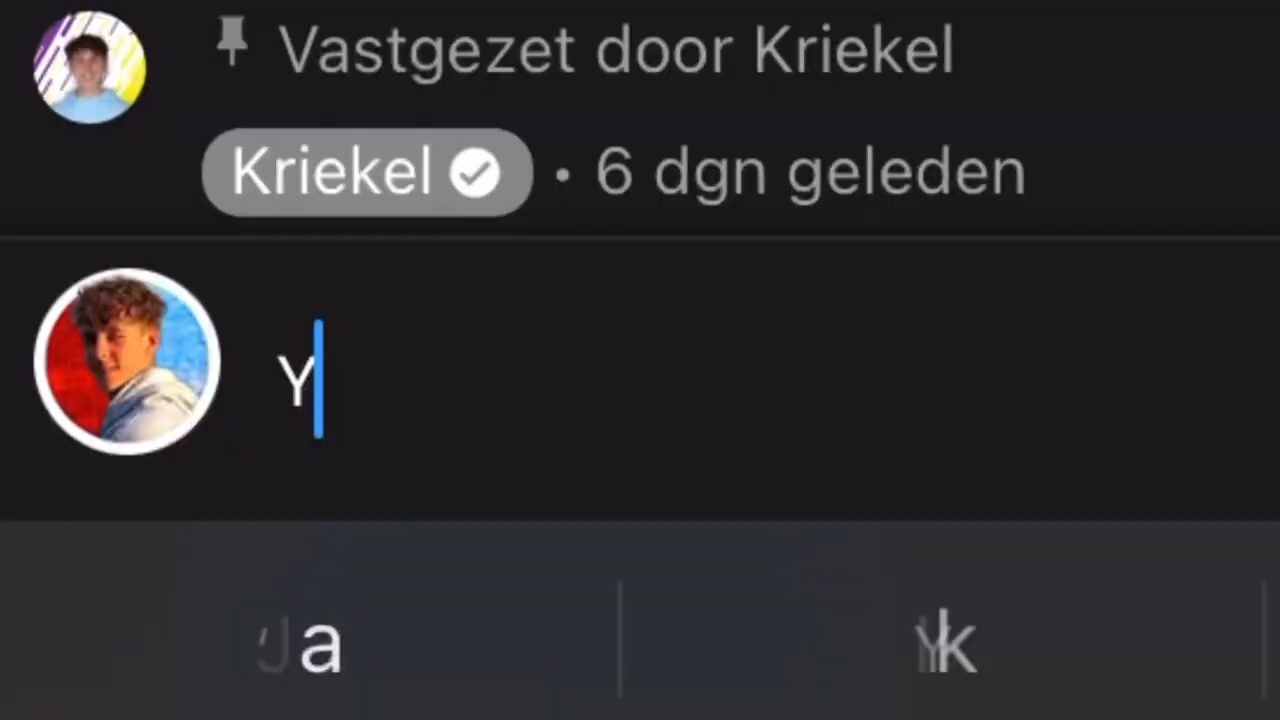 Vastgezet door Kriekel
Kriekel • 6 dgn geleden
Y